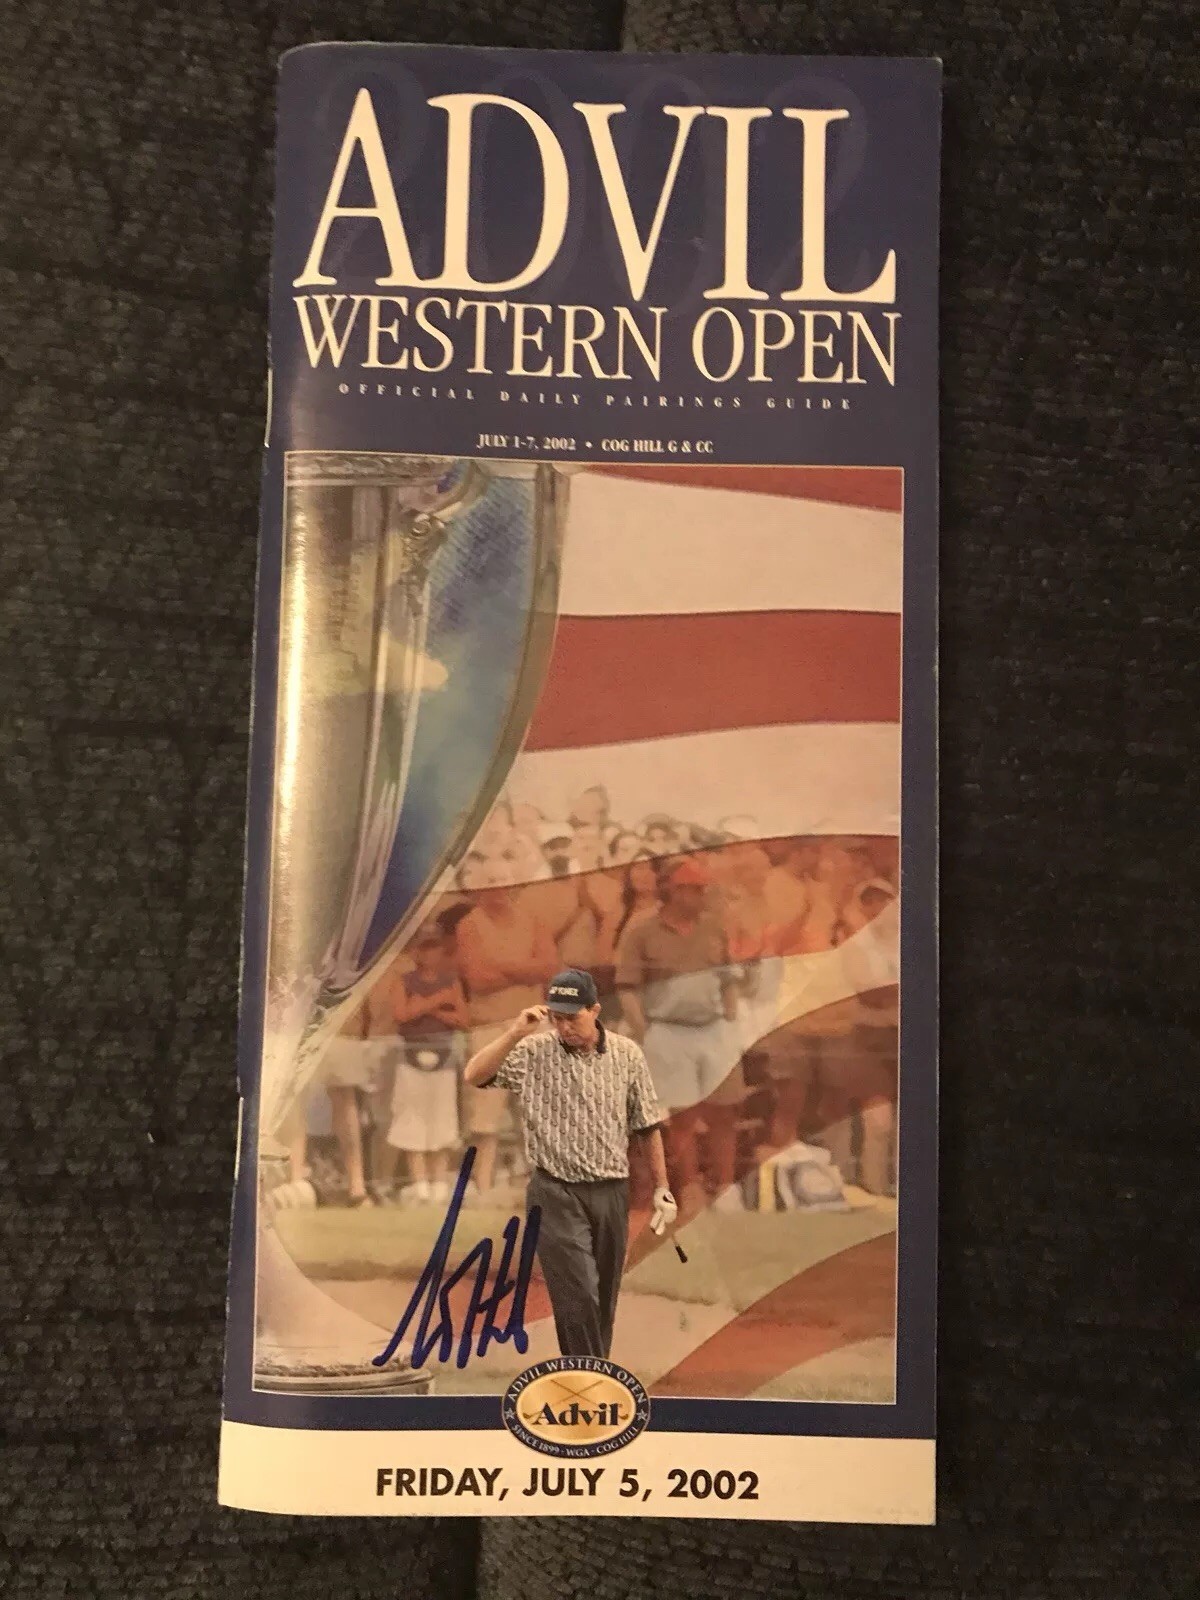 ADVIL
WESTERN OPEN
OFFICIAL DAILY PAIRINGS GUIDE
JULY 1-7, 2002 • COG HILL G & CC
YONEX
ADVIL WESTERN OPEN
Advil
SINCE 1899 · WGA · COG HILL
FRIDAY, JULY 5, 2002